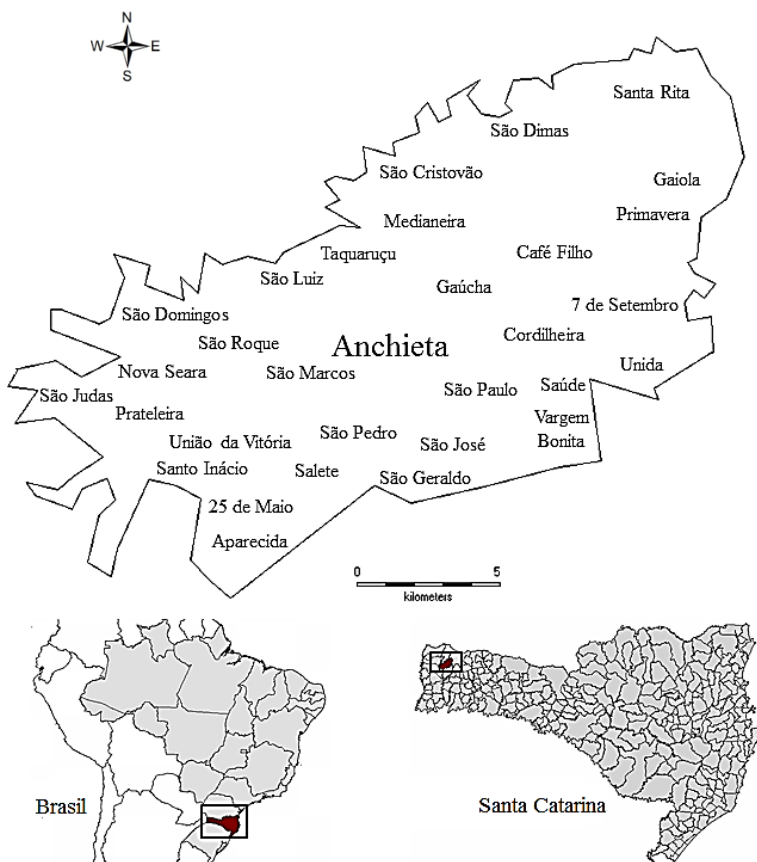 N
W E
S
Santa Rita
São Dimas
São Cristovão
Gaiola
Medianeira
Primavera
Taquaruçu
Café Filho
São Luiz
Gaúcha
7 de Setembro
São Domingos
Cordilheira
São Roque
Anchieta
Unida
Nova Seara
São Marcos
São Paulo
Saúde
São Judas
Prateleira
Vargem
Bonita
São Pedro
União da Vitória
São José
Santo Inácio
Salete
São Geraldo
25 de Maio
Aparecida
0 5
kilometers
Brasil
Santa Catarina